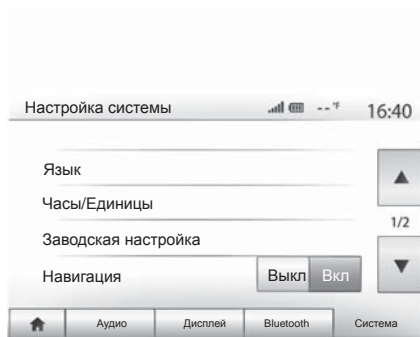 Настройка системы --°F 16:40
Язык
Часы/Единицы
1/2
Заводская настройка
Навигация Выкл Вкл
Аудио Дисплей Bluetooth Система